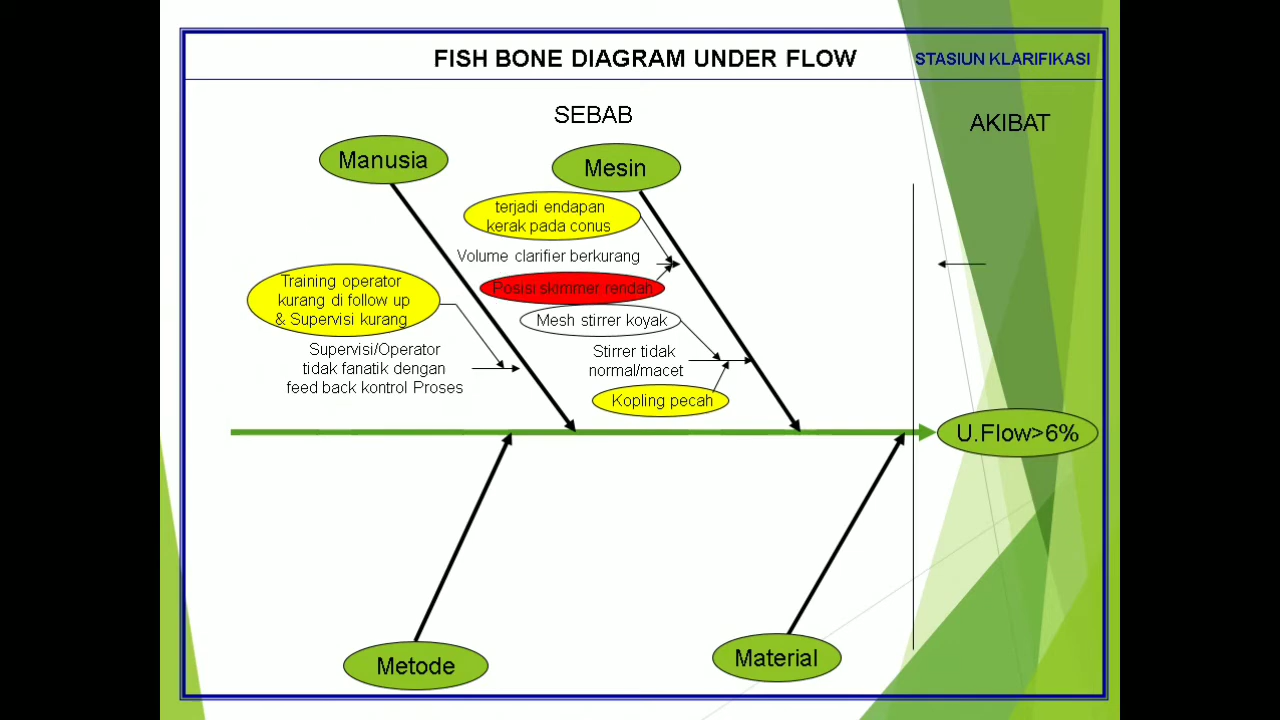 FISH BONE DIAGRAM UNDER FLOW
STASIUN KLARIFIKASI
SEBAB
AKIBAT
Manusia
Mesin
terjadi endapan
kerak pada conus
Volume clarifier berkurang
Posisi skimmer rendah
Training operator
kurang di follow up
& Supervisi kurang
Mesh stirrer koyak
Supervisi/Operator
tidak fanatik dengan
feed back kontrol Proses
Stirrer tidak
normal/macet
Kopling pecah
U.Flow>6%
Metode
Material